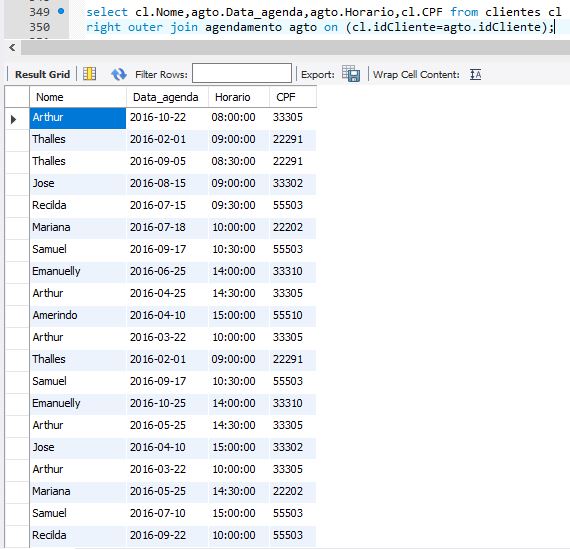 349 select cl.Nome,agto.Data_agenda,agto.Horario,cl.CPF from clientes cl
350 right outer join agendamento agto on (cl.idCliente=agto.idCliente);
Result Grid Filter Rows: Export: Wrap Cell Content: IA
Nome Data_agenda Horario CPF
Arthur 2016-10-22 08:00:00 33305
Thalles 2016-02-01 09:00:00 22291
Thalles 2016-09-05 08:30:00 22291
Jose 2016-08-15 09:00:00 33302
Recilda 2016-07-15 09:30:00 55503
Mariana 2016-07-18 10:00:00 22202
Samuel 2016-09-17 10:30:00 55503
Emanuelly 2016-06-25 14:00:00 33310
Arthur 2016-04-25 14:30:00 33305
Amerindo 2016-04-10 15:00:00 55510
Arthur 2016-03-22 10:00:00 33305
Thalles 2016-02-01 09:00:00 22291
Samuel 2016-09-17 10:30:00 55503
Emanuelly 2016-10-25 14:00:00 33310
Arthur 2016-05-25 14:30:00 33305
Jose 2016-04-10 15:00:00 33302
Arthur 2016-03-22 10:00:00 33305
Mariana 2016-05-25 14:30:00 22202
Samuel 2016-07-10 15:00:00 55503
Recilda 2016-09-22 10:00:00 55503